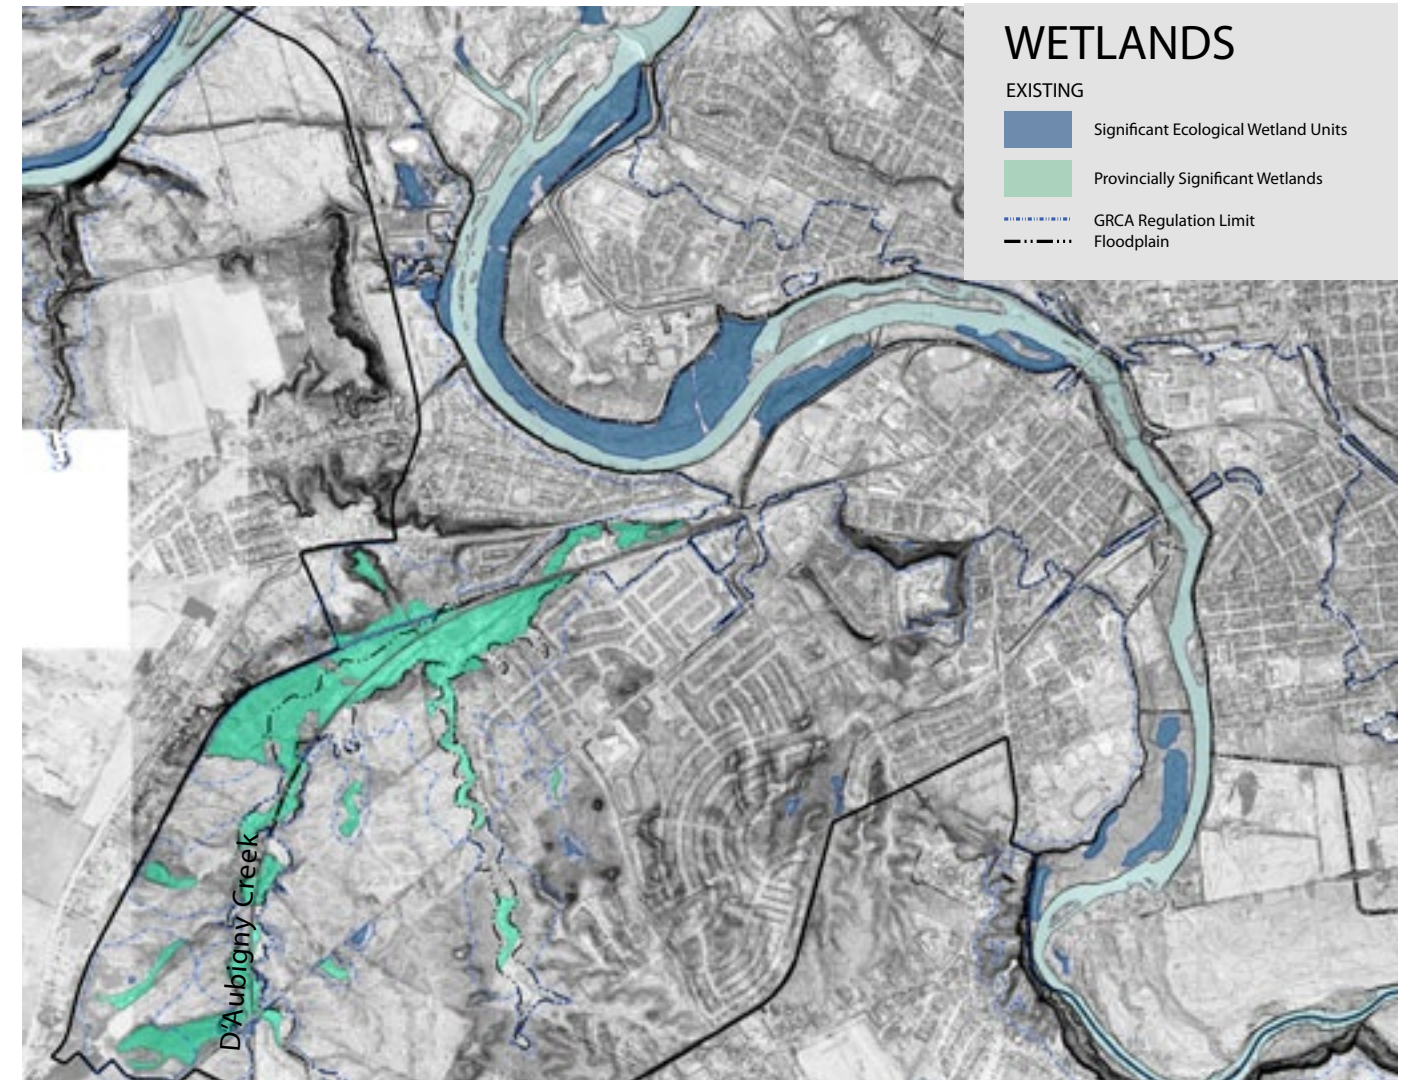 WETLANDS
EXISTING
Significant Ecological Wetland Units
Provincially Significant Wetlands
GRCA Regulation Limit
Floodplain
D'Aubigny Creek